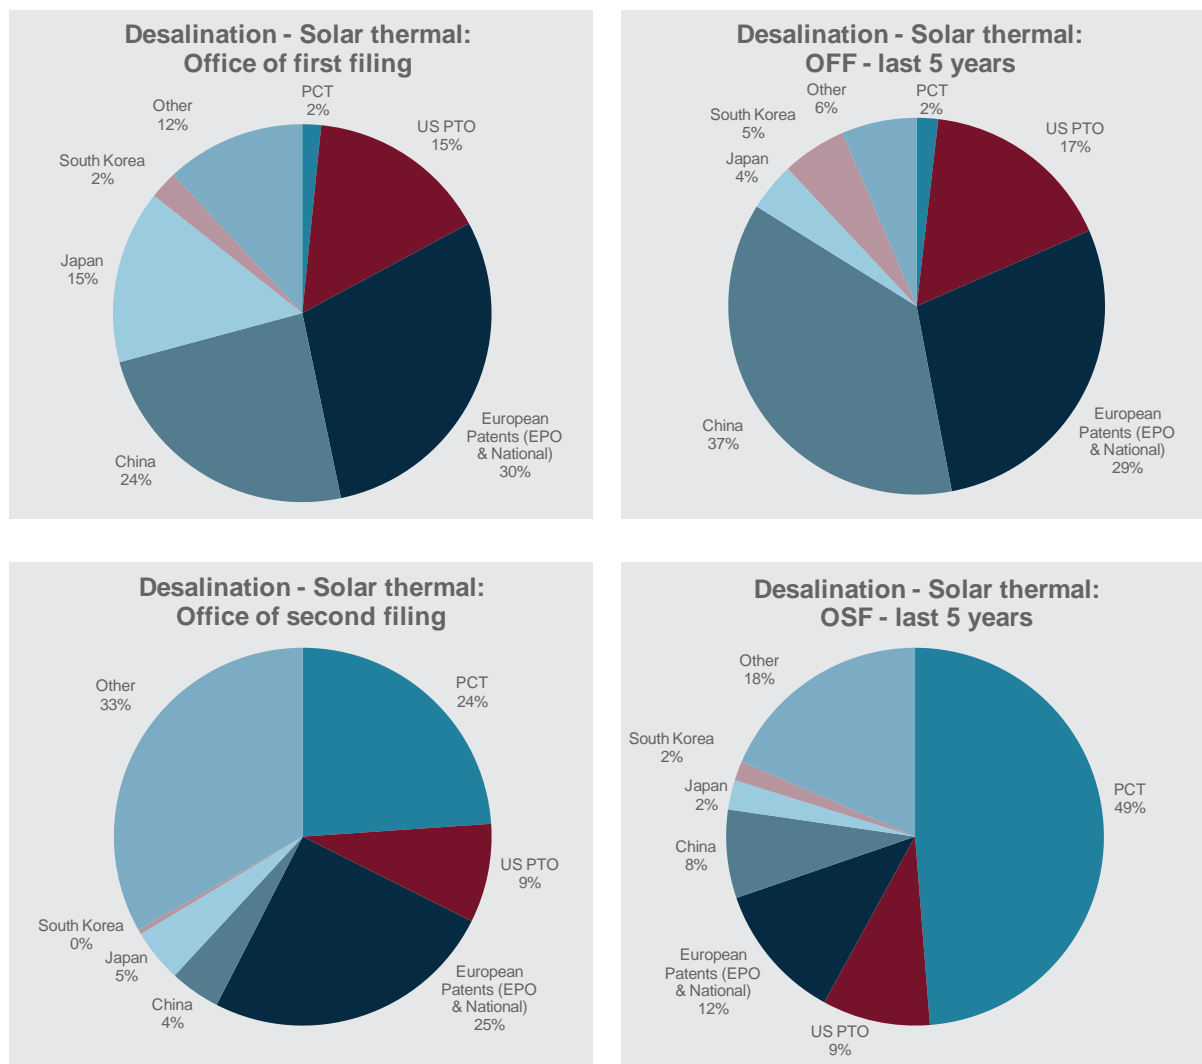 Desalination - Solar thermal:
Office of first filing
PCT
2%
US PTO
15%
European
Patents (EPO
& National)
30%
China
24%
Japan
15%
South Korea
2%
Other
12%
Desalination - Solar thermal:
OFF - last 5 years
PCT
2%
US PTO
17%
European
Patents (EPO
& National)
29%
China
37%
Japan
4%
South Korea
5%
Other
6%
Desalination - Solar thermal:
Office of second filing
PCT
24%
US PTO
9%
European
Patents (EPO
& National)
25%
China
4%
Japan
5%
South Korea
0%
Other
33%
Desalination - Solar thermal:
OSF - last 5 years
PCT
49%
US PTO
9%
European
Patents (EPO
& National)
12%
China
8%
Japan
2%
South Korea
2%
Other
18%